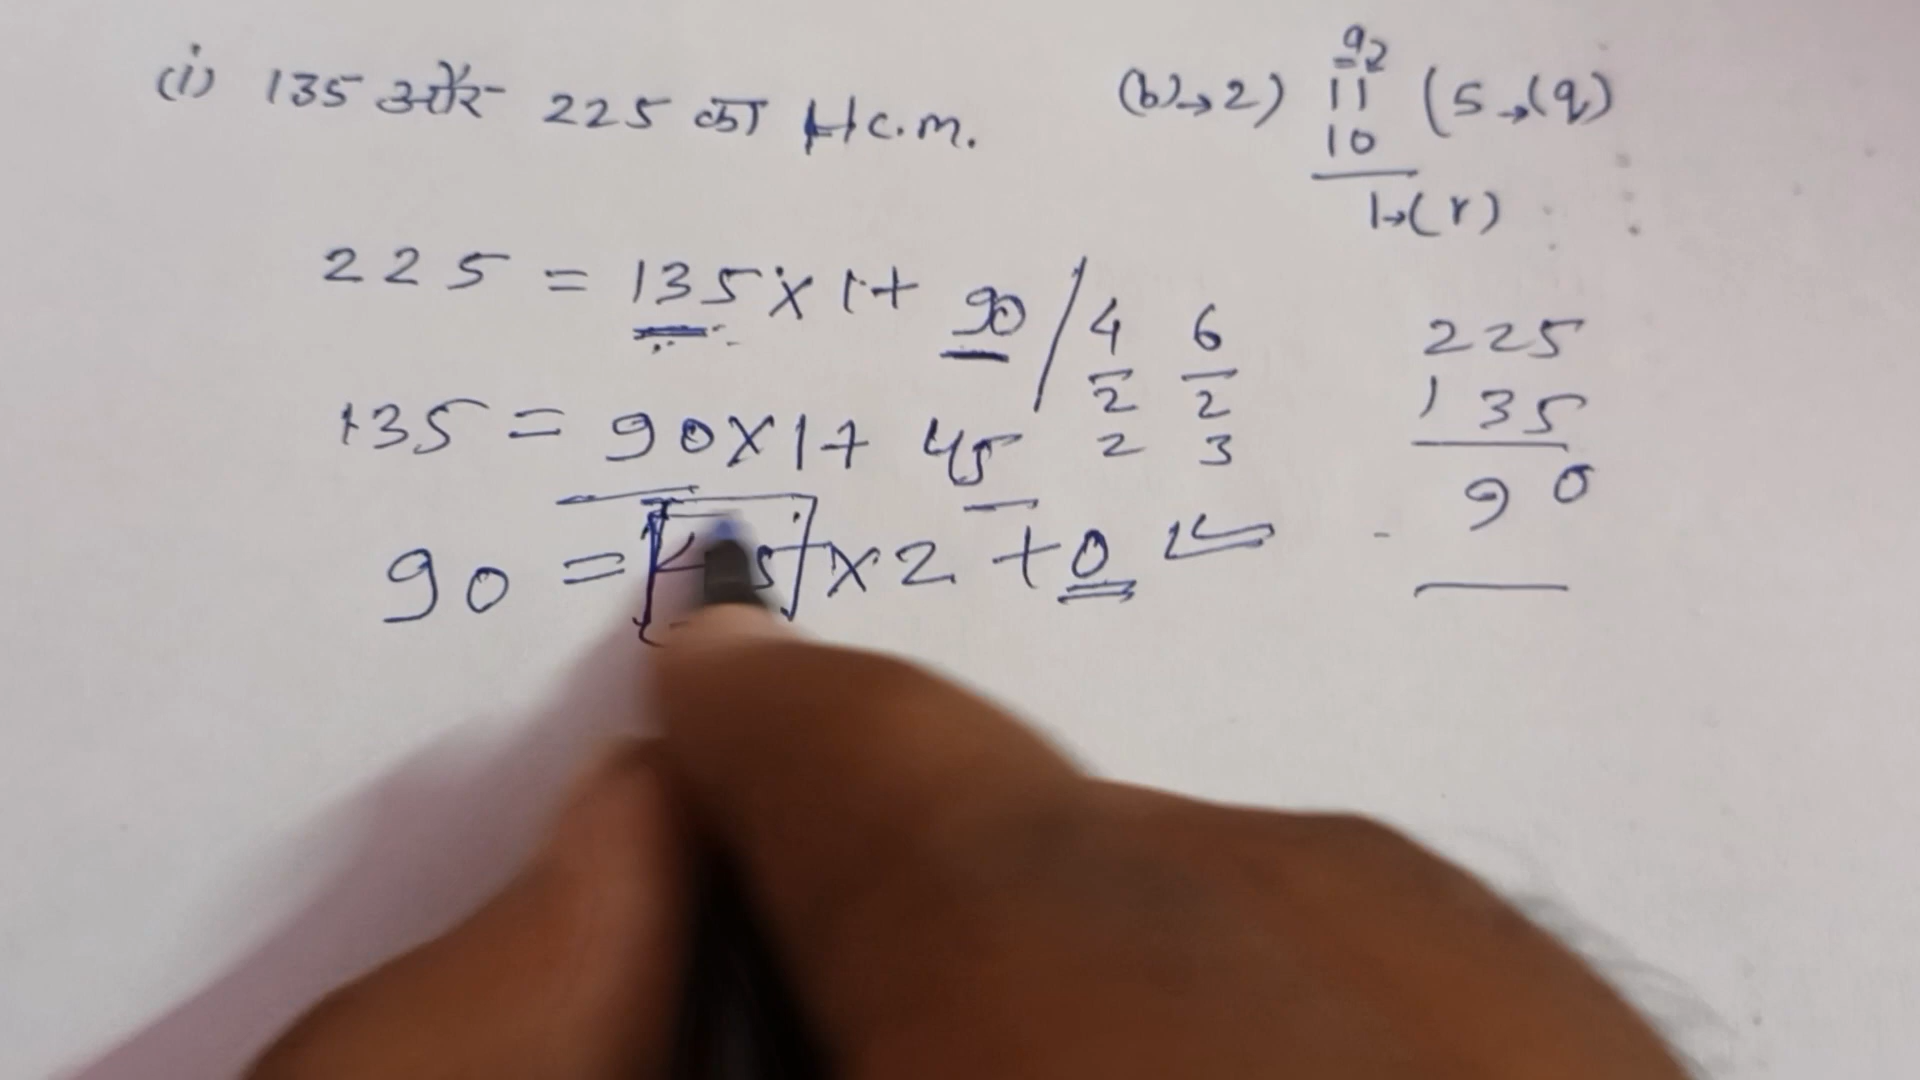 (i) 135 और 225 का H c.m.
225 = 135 × 1 + 90
135 = 90 × 1 + 45
90 = 45 × 2 + 0
4 6
2 2
2 3
(b) → 2) 11 ( 5 → (q)
10
1 → (r)
225
135
90